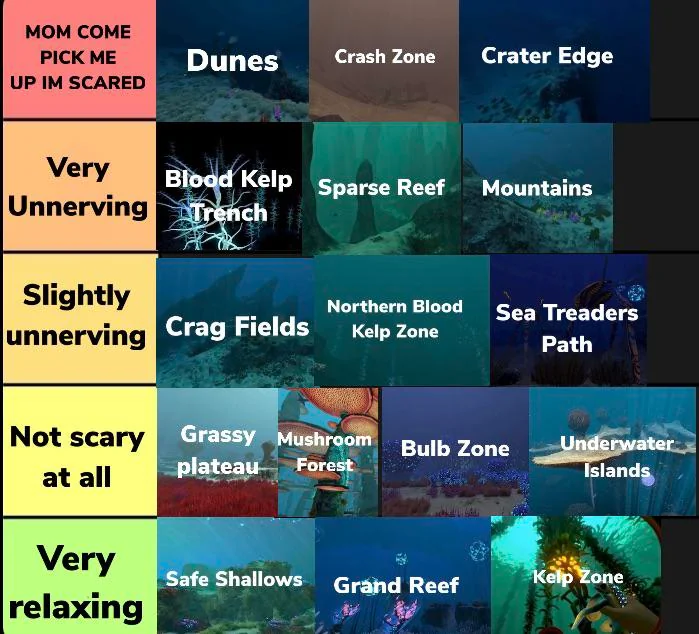 MOM COME
PICK ME
UP IM SCARED
Dunes
Crash Zone
Crater Edge
Very
Unnerving
Blood Kelp
Trench
Sparse Reef
Mountains
Slightly
unnerving
Crag Fields
Northern Blood
Kelp Zone
Sea Treaders
Path
Not scary
at all
Grassy
plateau
Mushroom
Forest
Bulb Zone
Underwater
Islands
Very
relaxing
Safe Shallows
Grand Reef
Kelp Zone